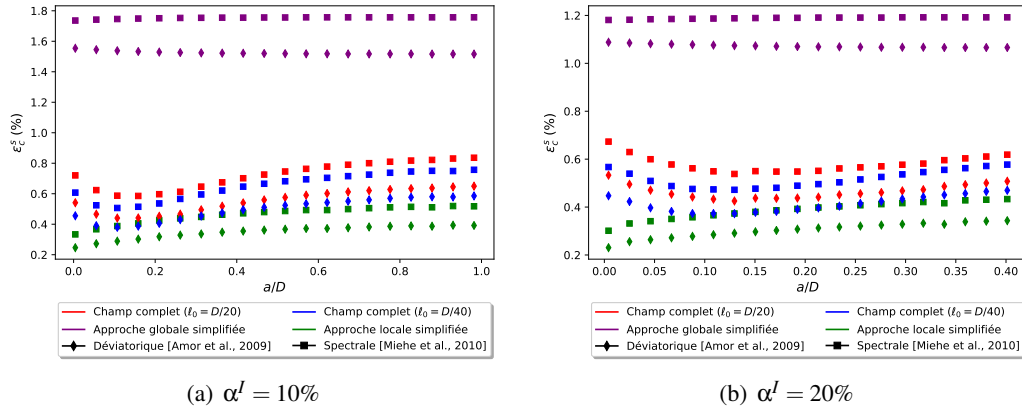 1.8
1.6
1.4
1.2
1.0
0.8
0.6
0.4
0.2
ε_c^s (%)
0.0 0.2 0.4 0.6 0.8 1.0
a/D
Champ complet (ℓ₀ = D/20) Champ complet (ℓ₀ = D/40)
Approche globale simplifiée Approche locale simplifiée
Déviatorique [Amor et al., 2009] Spectrale [Miehe et al., 2010]
(a) α^I = 10%
1.2
1.0
0.8
0.6
0.4
0.2
ε_c^s (%)
0.00 0.05 0.10 0.15 0.20 0.25 0.30 0.35 0.40
a/D
Champ complet (ℓ₀ = D/20) Champ complet (ℓ₀ = D/40)
Approche globale simplifiée Approche locale simplifiée
Déviatorique [Amor et al., 2009] Spectrale [Miehe et al., 2010]
(b) α^I = 20%